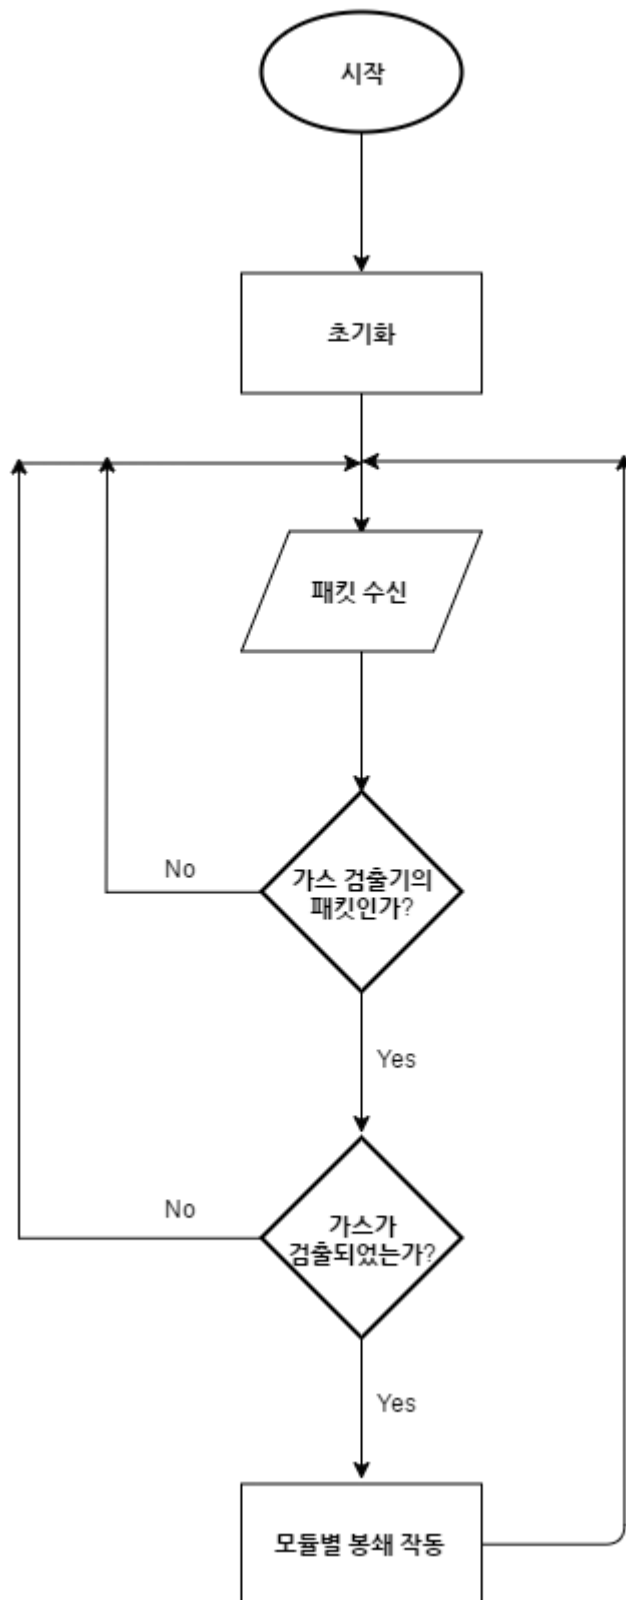 시작
초기화
패킷 수신
가스 검출기의
패킷인가?
No
Yes
가스가
검출되었는가?
No
Yes
모듈별 봉쇄 작동